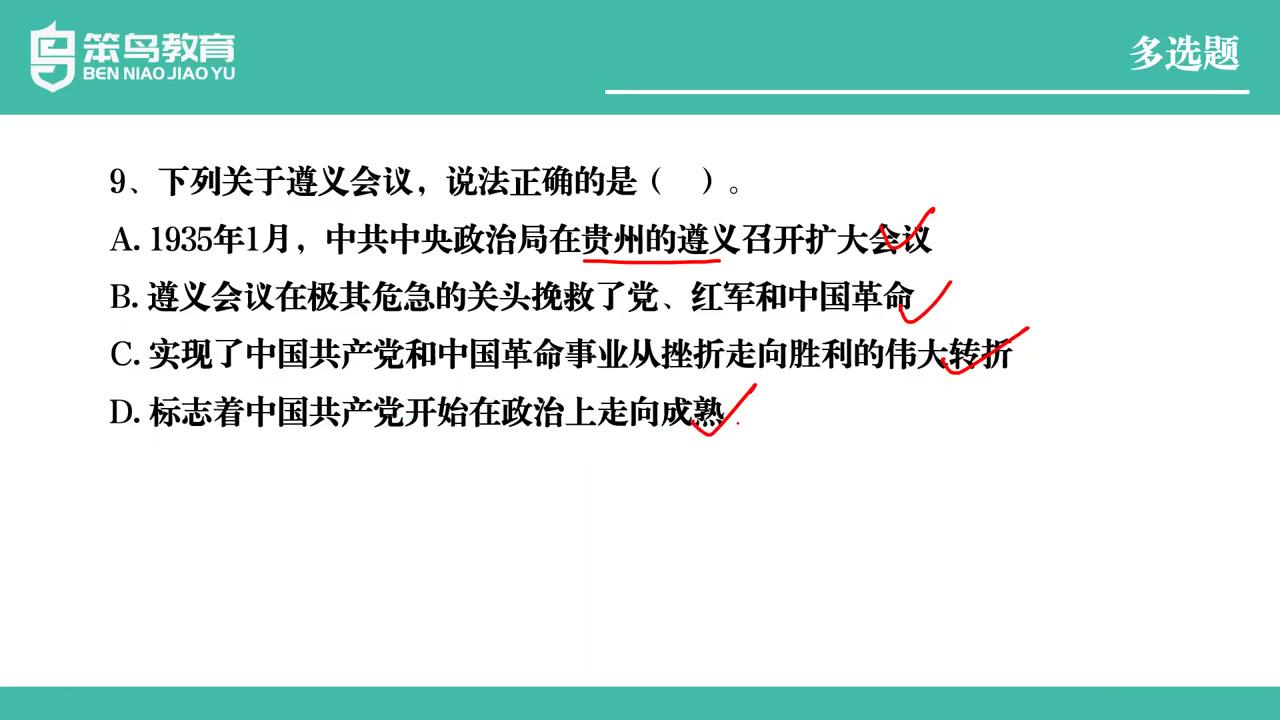 笨鸟教育
BEN NIAO JIAO YU
多选题
9、下列关于遵义会议，说法正确的是（ ）。
A. 1935年1月，中共中央政治局在贵州的遵义召开扩大会议
B. 遵义会议在极其危急的关头挽救了党、红军和中国革命
C. 实现了中国共产党和中国革命事业从挫折走向胜利的伟大转折
D. 标志着中国共产党开始在政治上走向成熟